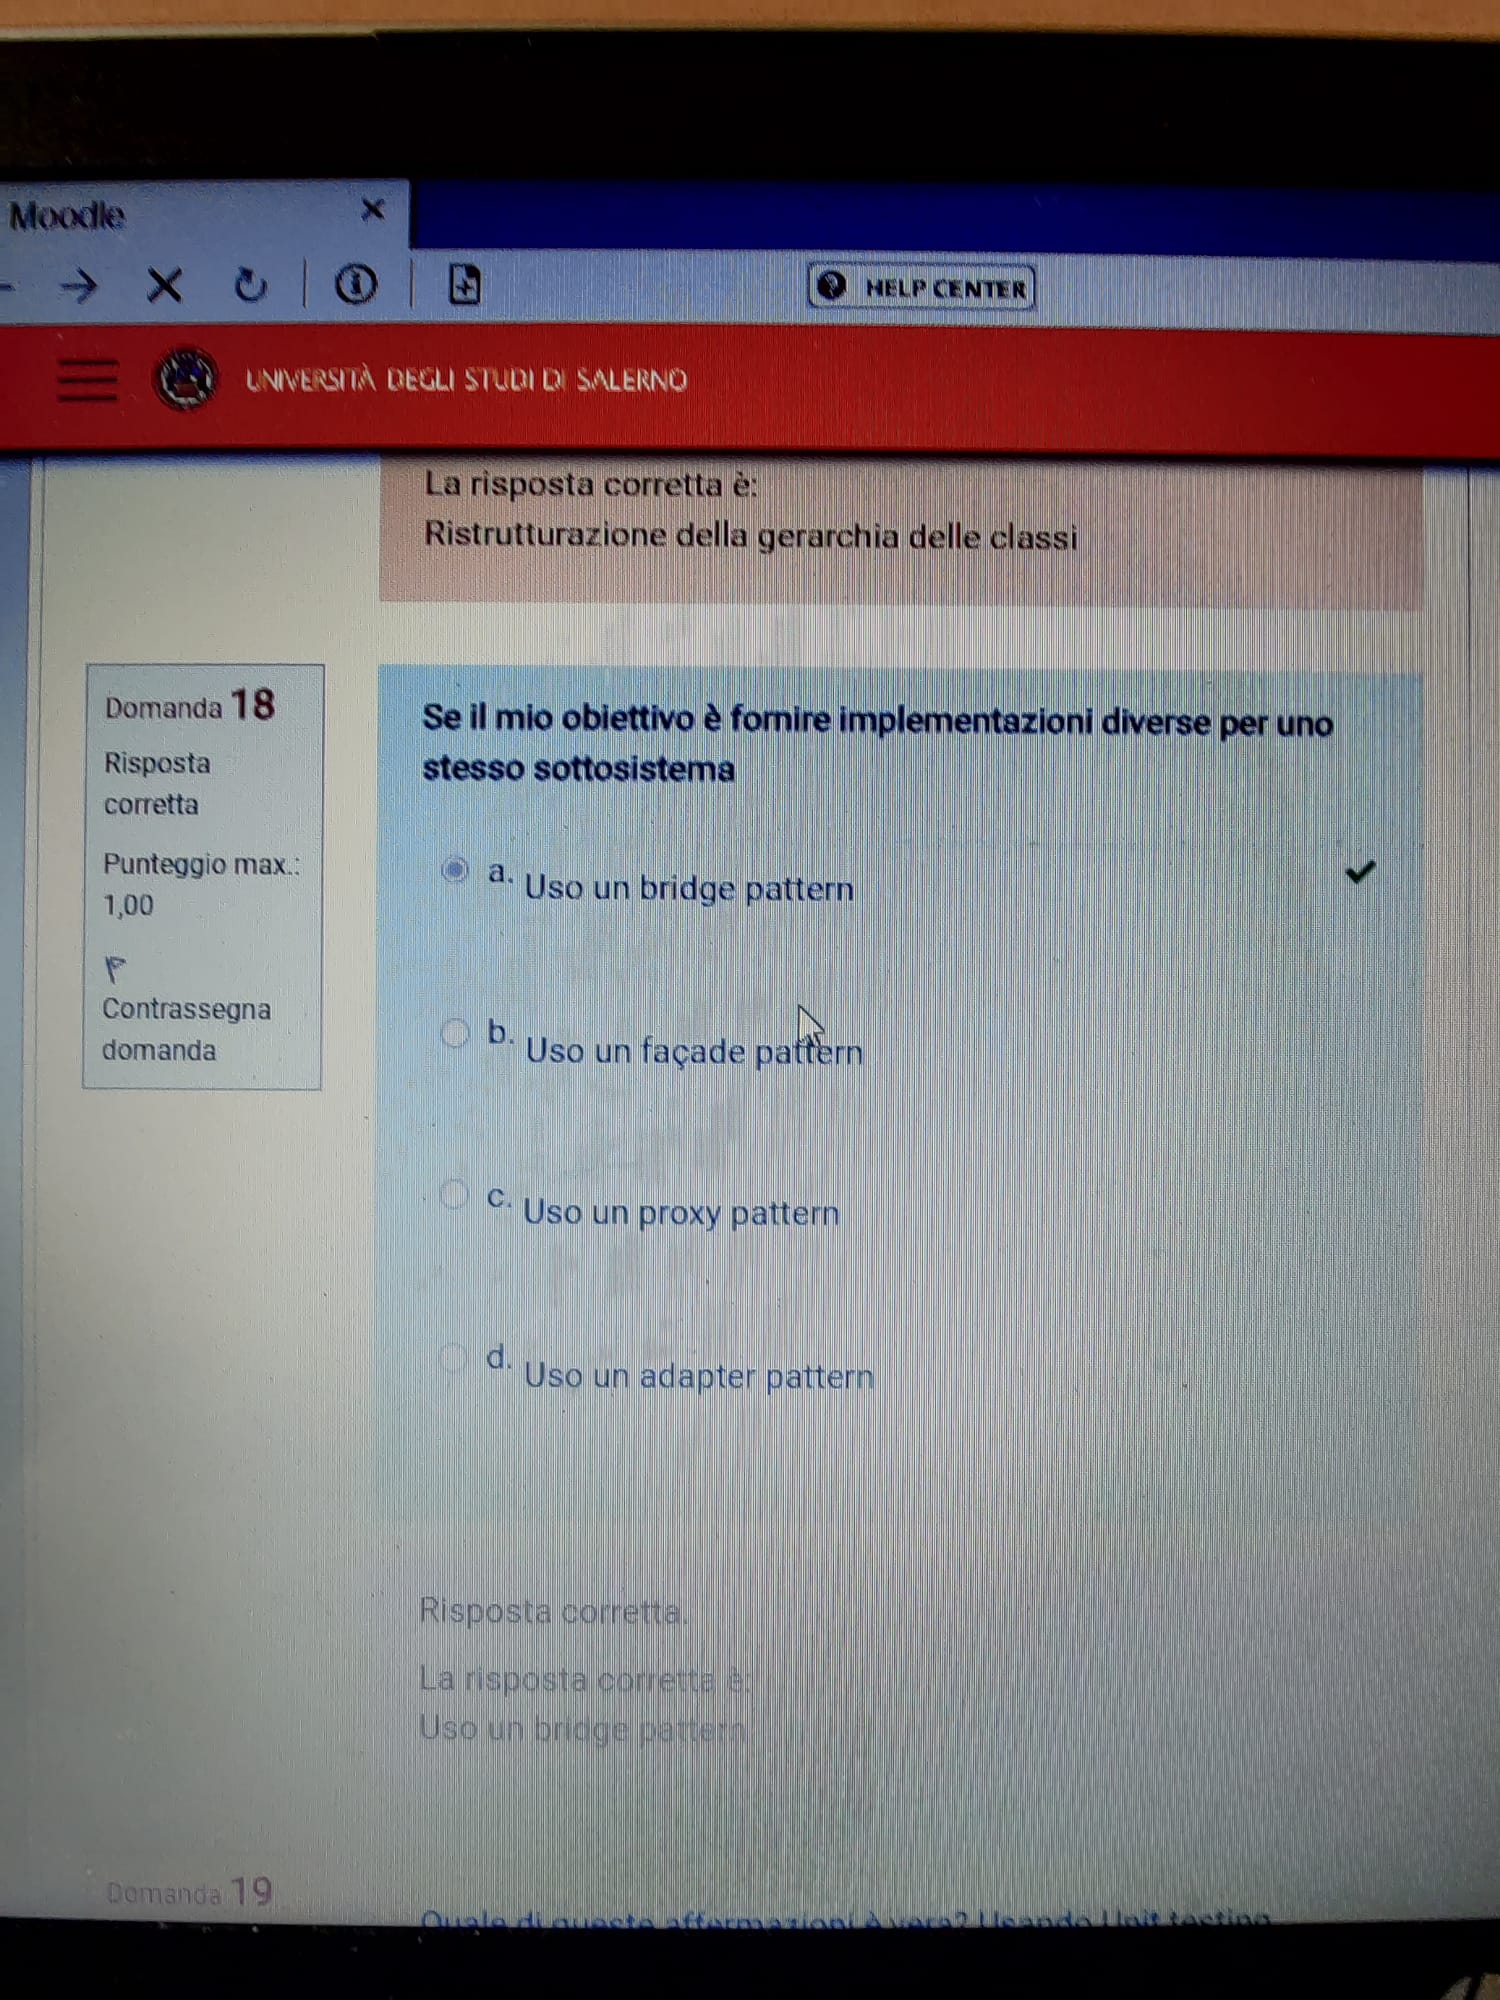 Moodle
HELP CENTER
UNIVERSITÀ DEGLI STUDI DI SALERNO
La risposta corretta è:
Ristrutturazione della gerarchia delle classi
Domanda 18
Risposta
corretta
Punteggio max.:
1,00
Contrassegna
domanda
Se il mio obiettivo è fornire implementazioni diverse per uno
stesso sottosistema
a. Uso un bridge pattern
b. Uso un façade pattern
c. Uso un proxy pattern
d. Uso un adapter pattern
Risposta corretta.
La risposta corretta è:
Uso un bridge pattern
Domanda 19
Quale di queste affermazioni è vera? Usando Unit testing